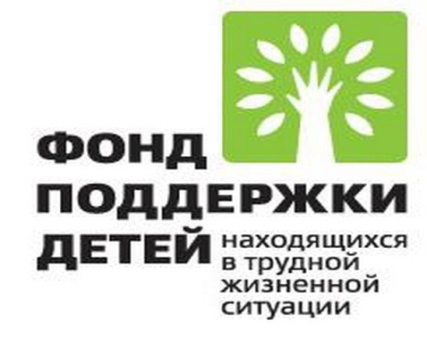 ФОНД
ПОДДЕРЖКИ
ДЕТЕЙ
находящихся
в трудной
жизненной
ситуации